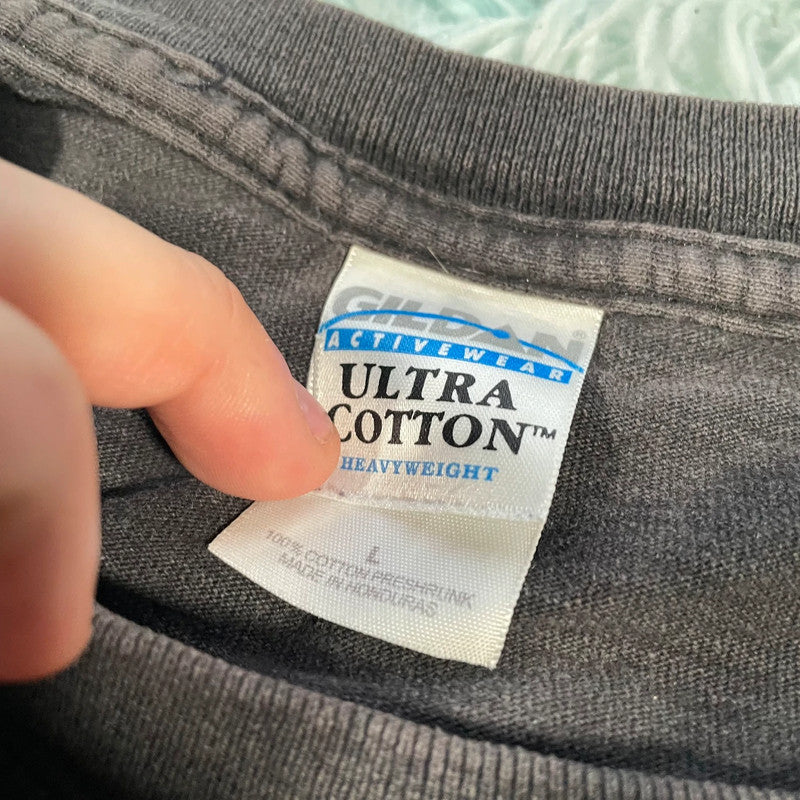 GILDAN®
ACTIVEWEAR
ULTRA
COTTON™
HEAVYWEIGHT
L
100% COTTON PRESHRUNK
MADE IN HONDURAS